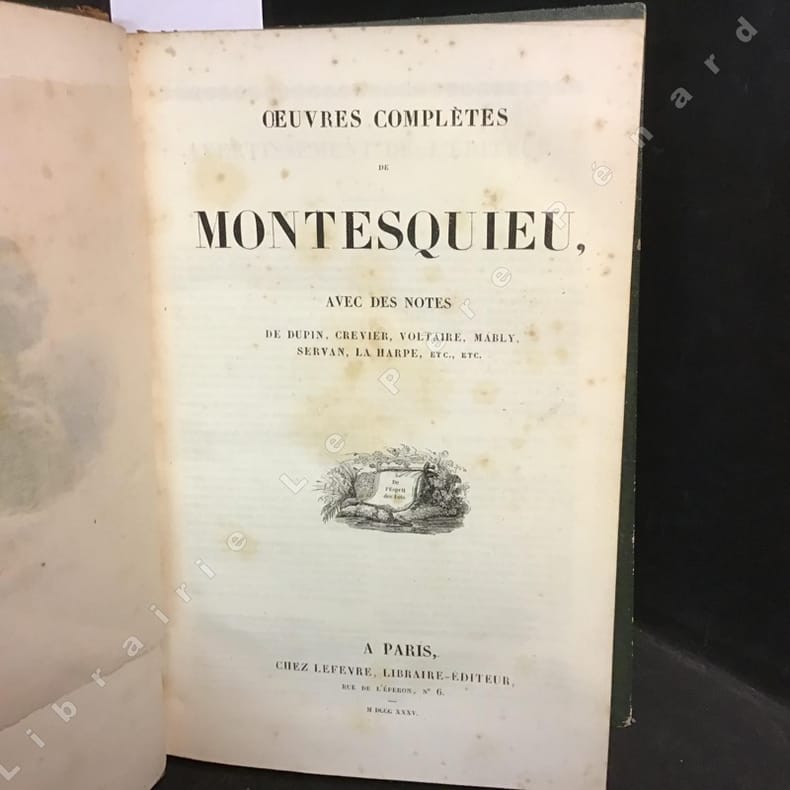 ŒUVRES COMPLÈTES
DE
MONTESQUIEU,
AVEC DES NOTES
DE DUPIN, CREVIER, VOLTAIRE, MABLY,
SERVAN, LA HARPE, ETC., ETC.
De
l'Esprit
des Lois
A PARIS,
CHEZ LEFEVRE, LIBRAIRE-ÉDITEUR,
RUE DE L'ÉPERON, N° 6.
M DCCC XXXV.
Librairie Le Père Pénard